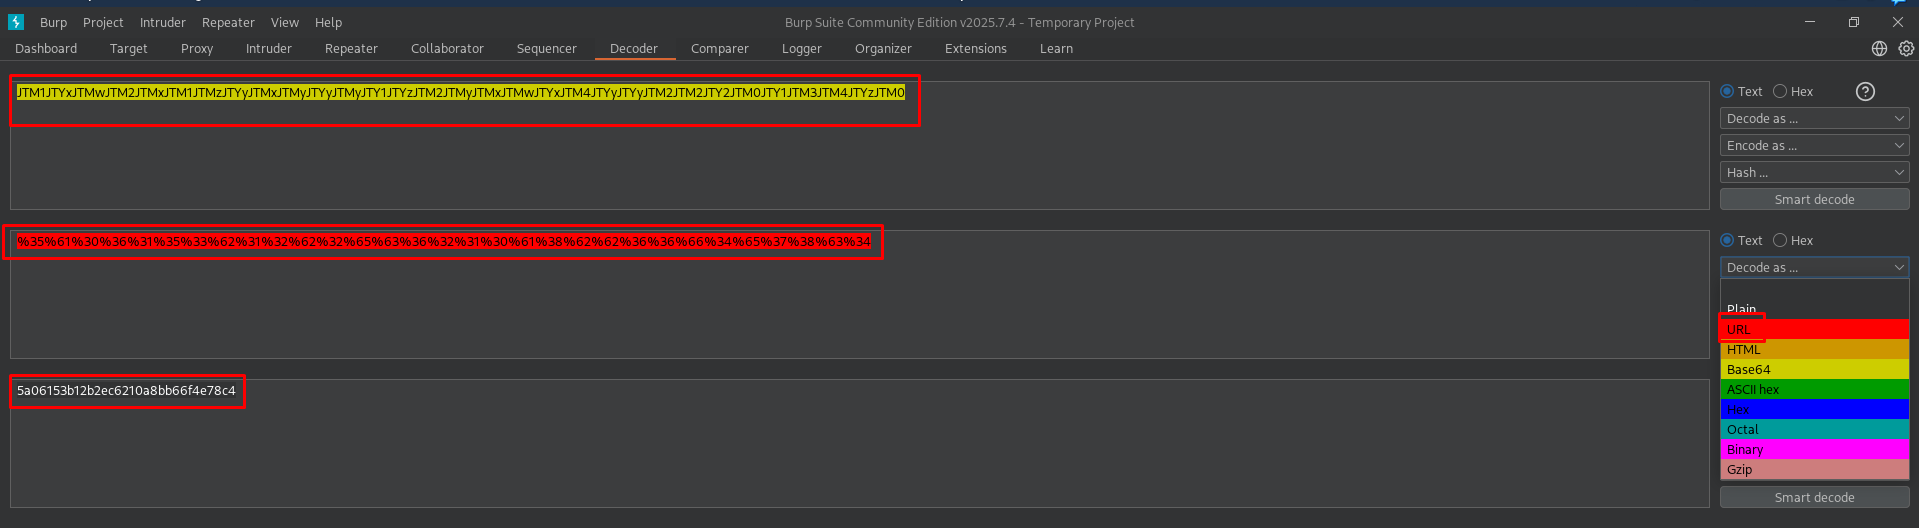 Burp Project Intruder Repeater View Help Burp Suite Community Edition v2025.7.4 - Temporary Project
Dashboard Target Proxy Intruder Repeater Collaborator Sequencer Decoder Comparer Logger Organizer Extensions Learn
JTM1JTYxJTMwJTM2JTMxJTM1JTMzJTYyJTMxJTMyJTYyJTMyJTY1JTYzJTM2JTMyJTMxJTMwJTYxJTM4JTYyJTYyJTM2JTM2JTY2JTM0JTY1JTM3JTM4JTYzJTM0
Text Hex ?
Decode as ...
Encode as ...
Hash ...
Smart decode
%35%61%30%36%31%35%33%62%31%32%62%32%65%63%36%32%31%30%61%38%62%62%36%36%66%34%65%37%38%63%34
Text Hex
Decode as ...
Plain
URL
HTML
Base64
ASCII hex
Hex
Octal
Binary
Gzip
5a06153b12b2ec6210a8bb66f4e78c4
Smart decode